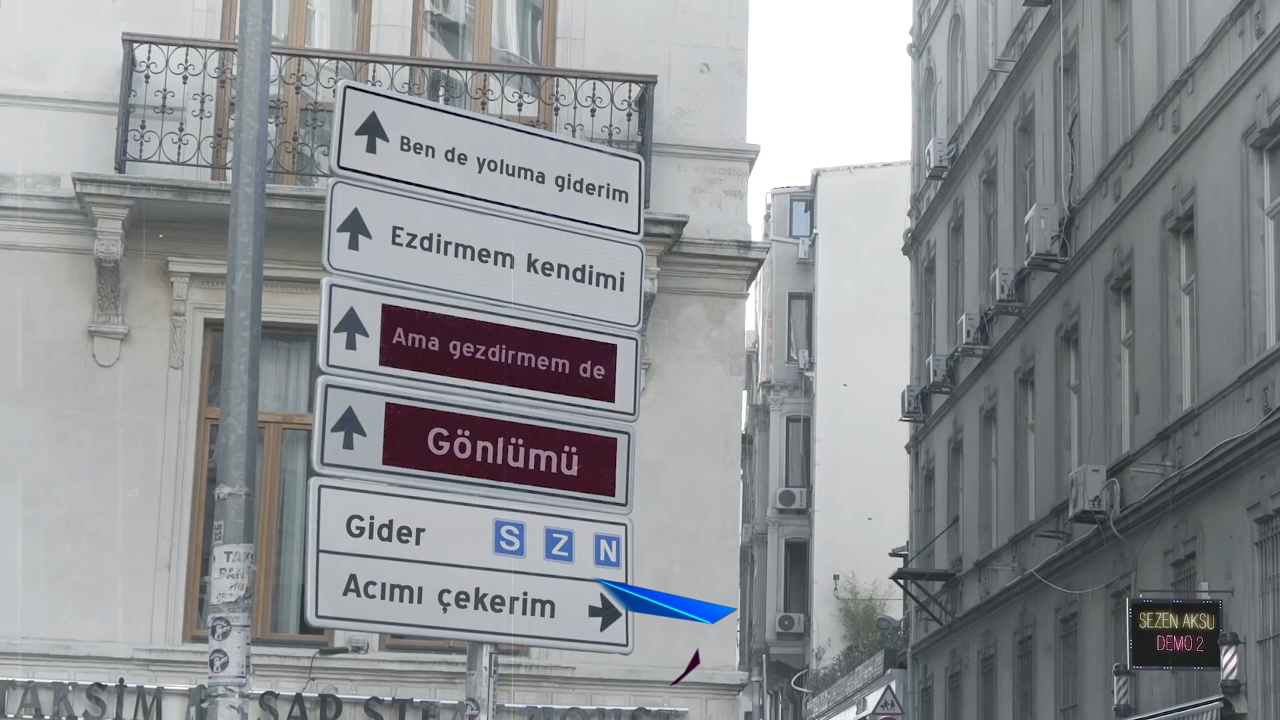 Ben de yoluma giderim
Ezdirmem kendimi
Ama gezdirmem de
Gönlümü
Gider S Z N
Acımı çekerim
SEZEN AKSU
DEMO 2
TAKSİM